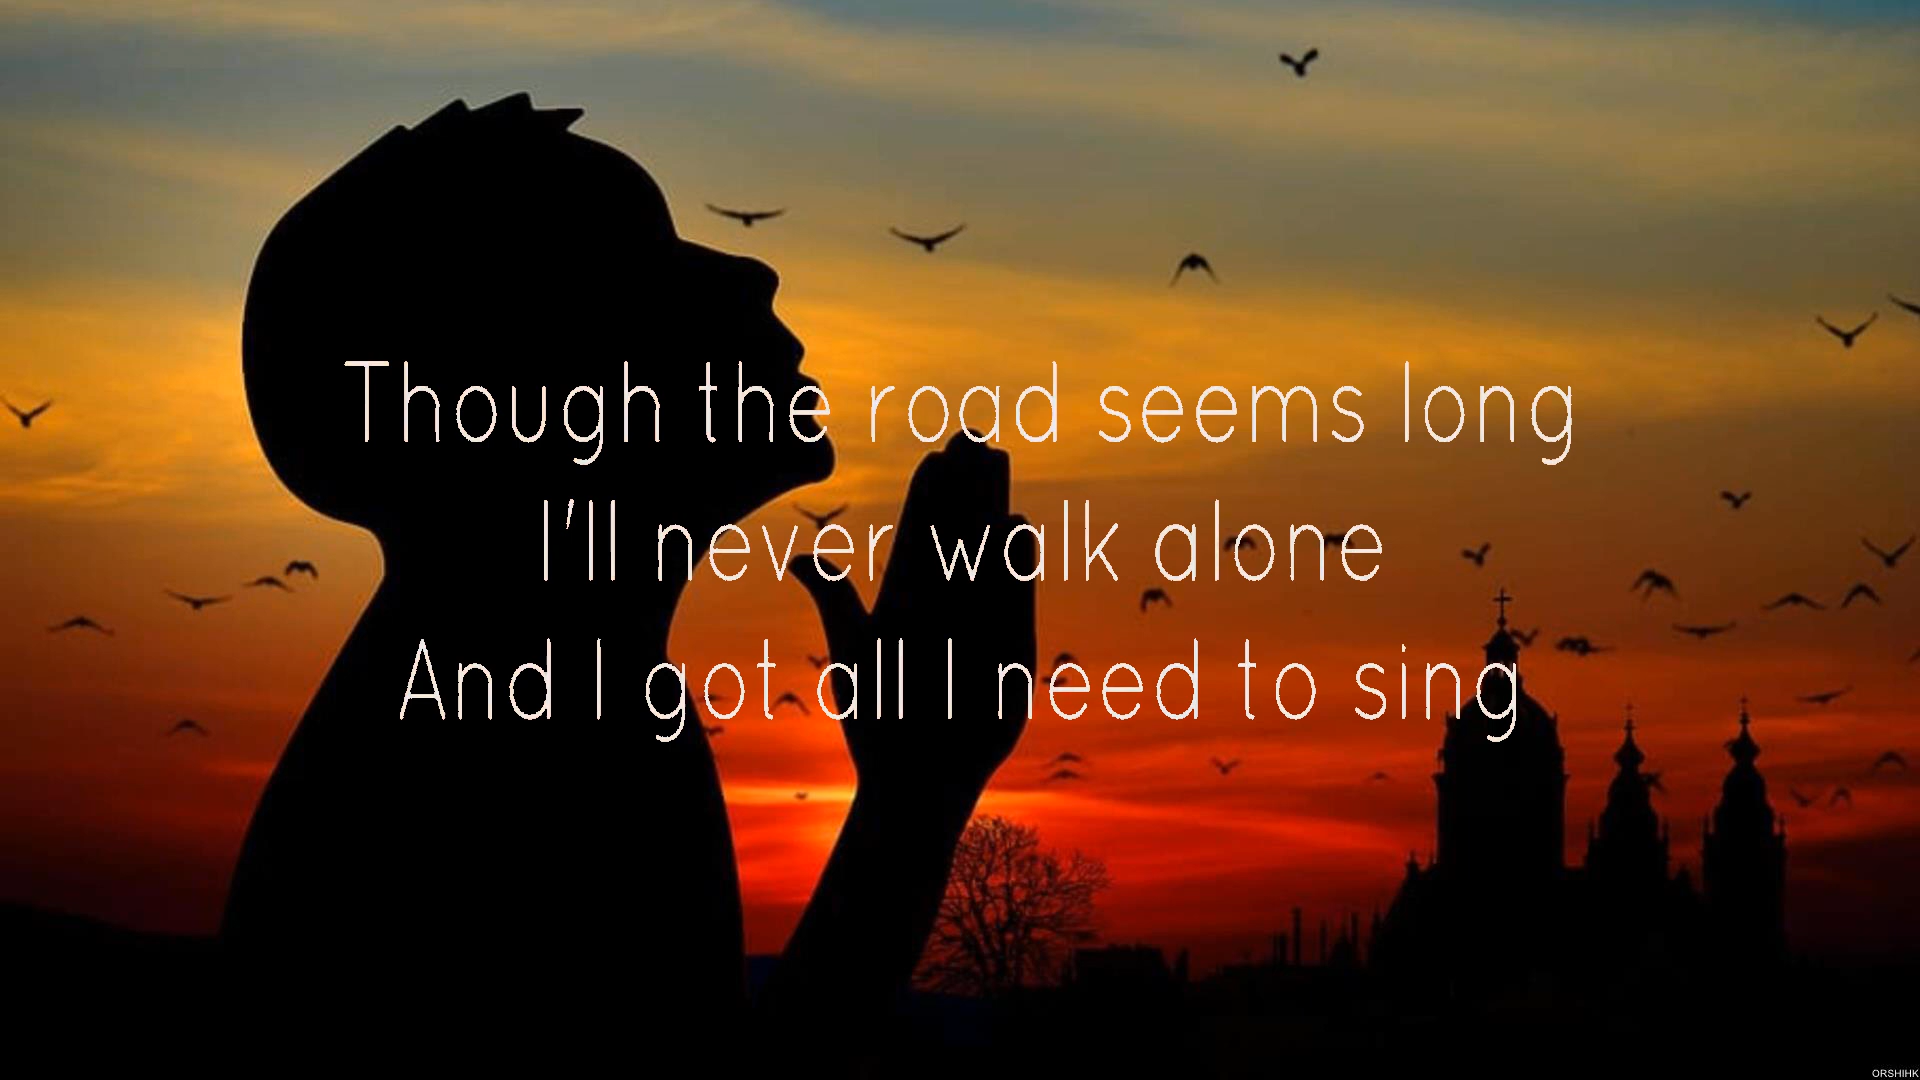 Though the road seems long
I'll never walk alone
And I got all I need to sing
ORSHIHK